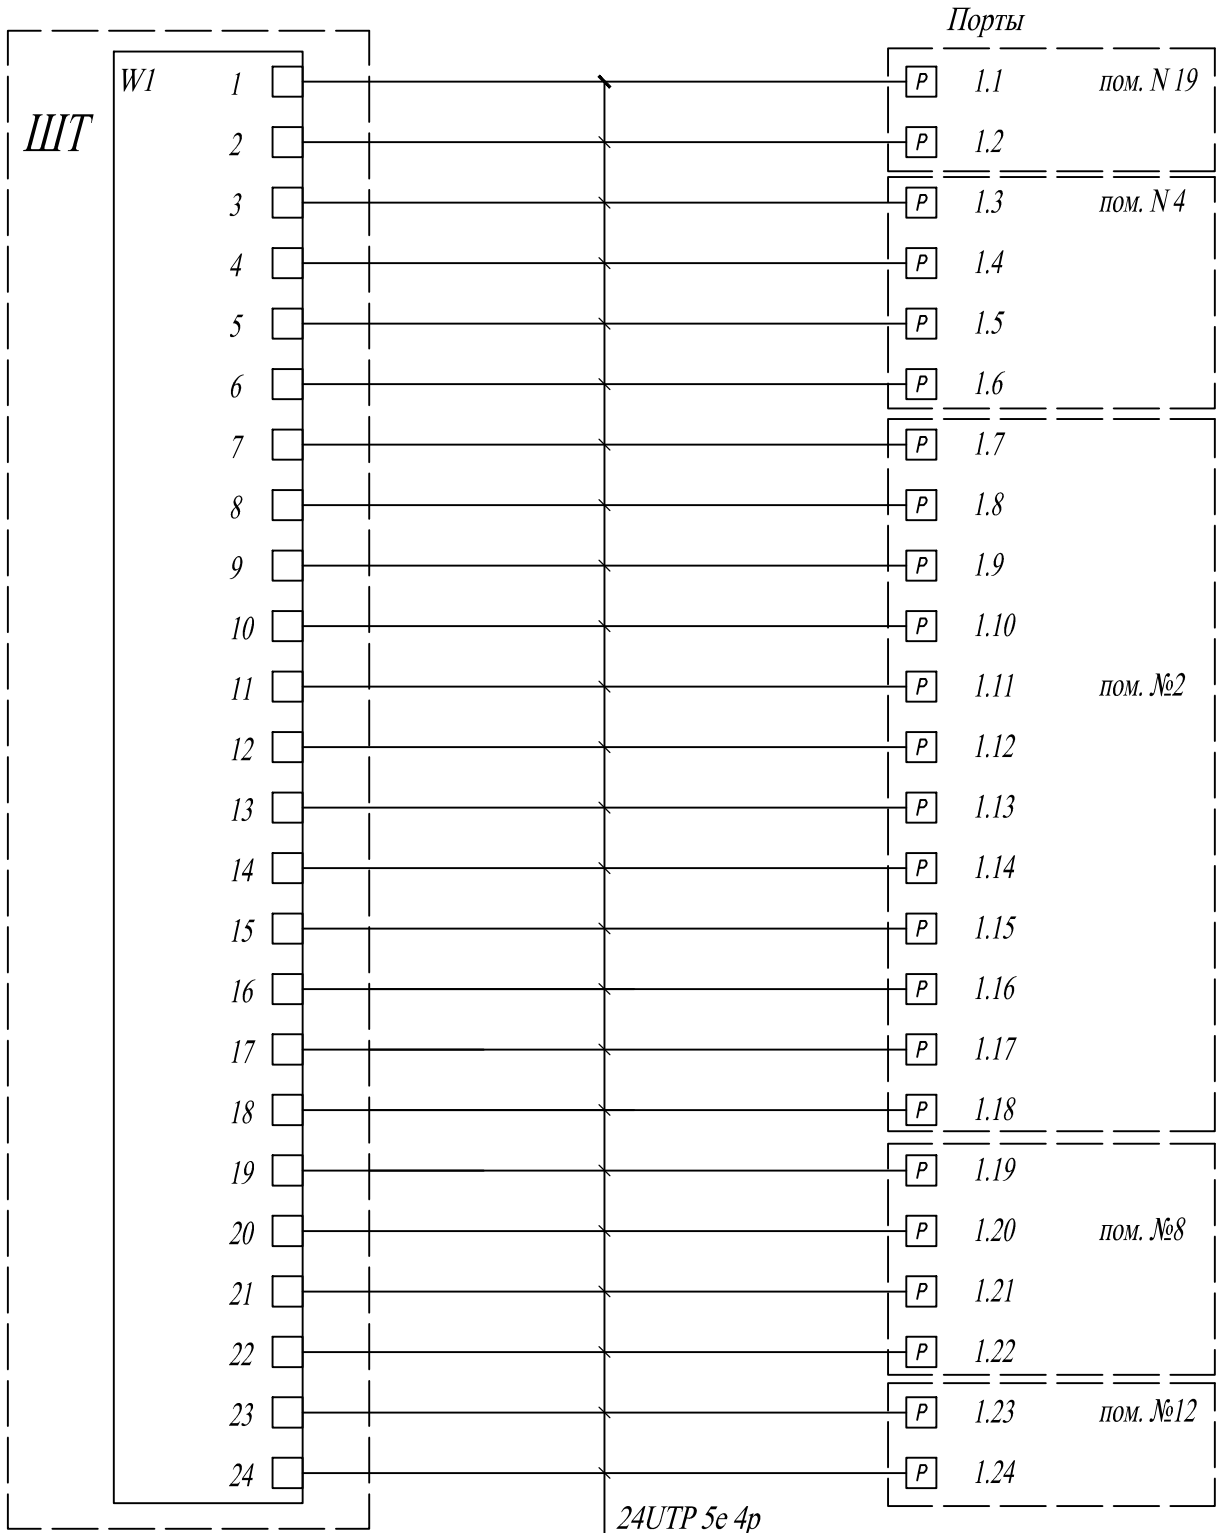 Порты
W1 1 P 1.1 пом. N 19
ШТ
2 P 1.2
3 P 1.3 пом. N 4
4 P 1.4
5 P 1.5
6 P 1.6
7 P 1.7
8 P 1.8
9 P 1.9
10 P 1.10
11 P 1.11 пом. №2
12 P 1.12
13 P 1.13
14 P 1.14
15 P 1.15
16 P 1.16
17 P 1.17
18 P 1.18
19 P 1.19
20 P 1.20 пом. №8
21 P 1.21
22 P 1.22
23 P 1.23 пом. №12
24 P 1.24
24UTP 5e 4p